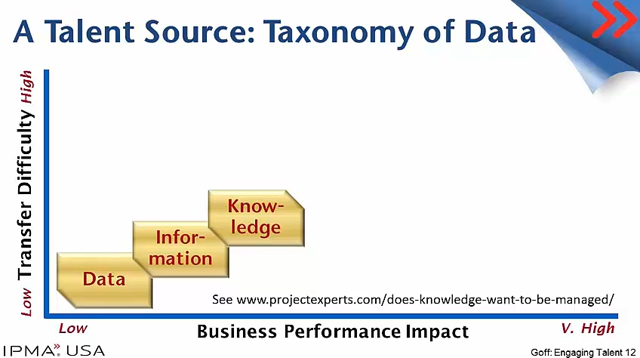 A Talent Source: Taxonomy of Data
High
Transfer Difficulty
Low
Know-
ledge
Infor-
mation
Data
See www.projectexperts.com/does-knowledge-want-to-be-managed/
Low
Business Performance Impact
V. High
IPMA USA
Goff: Engaging Talent 12